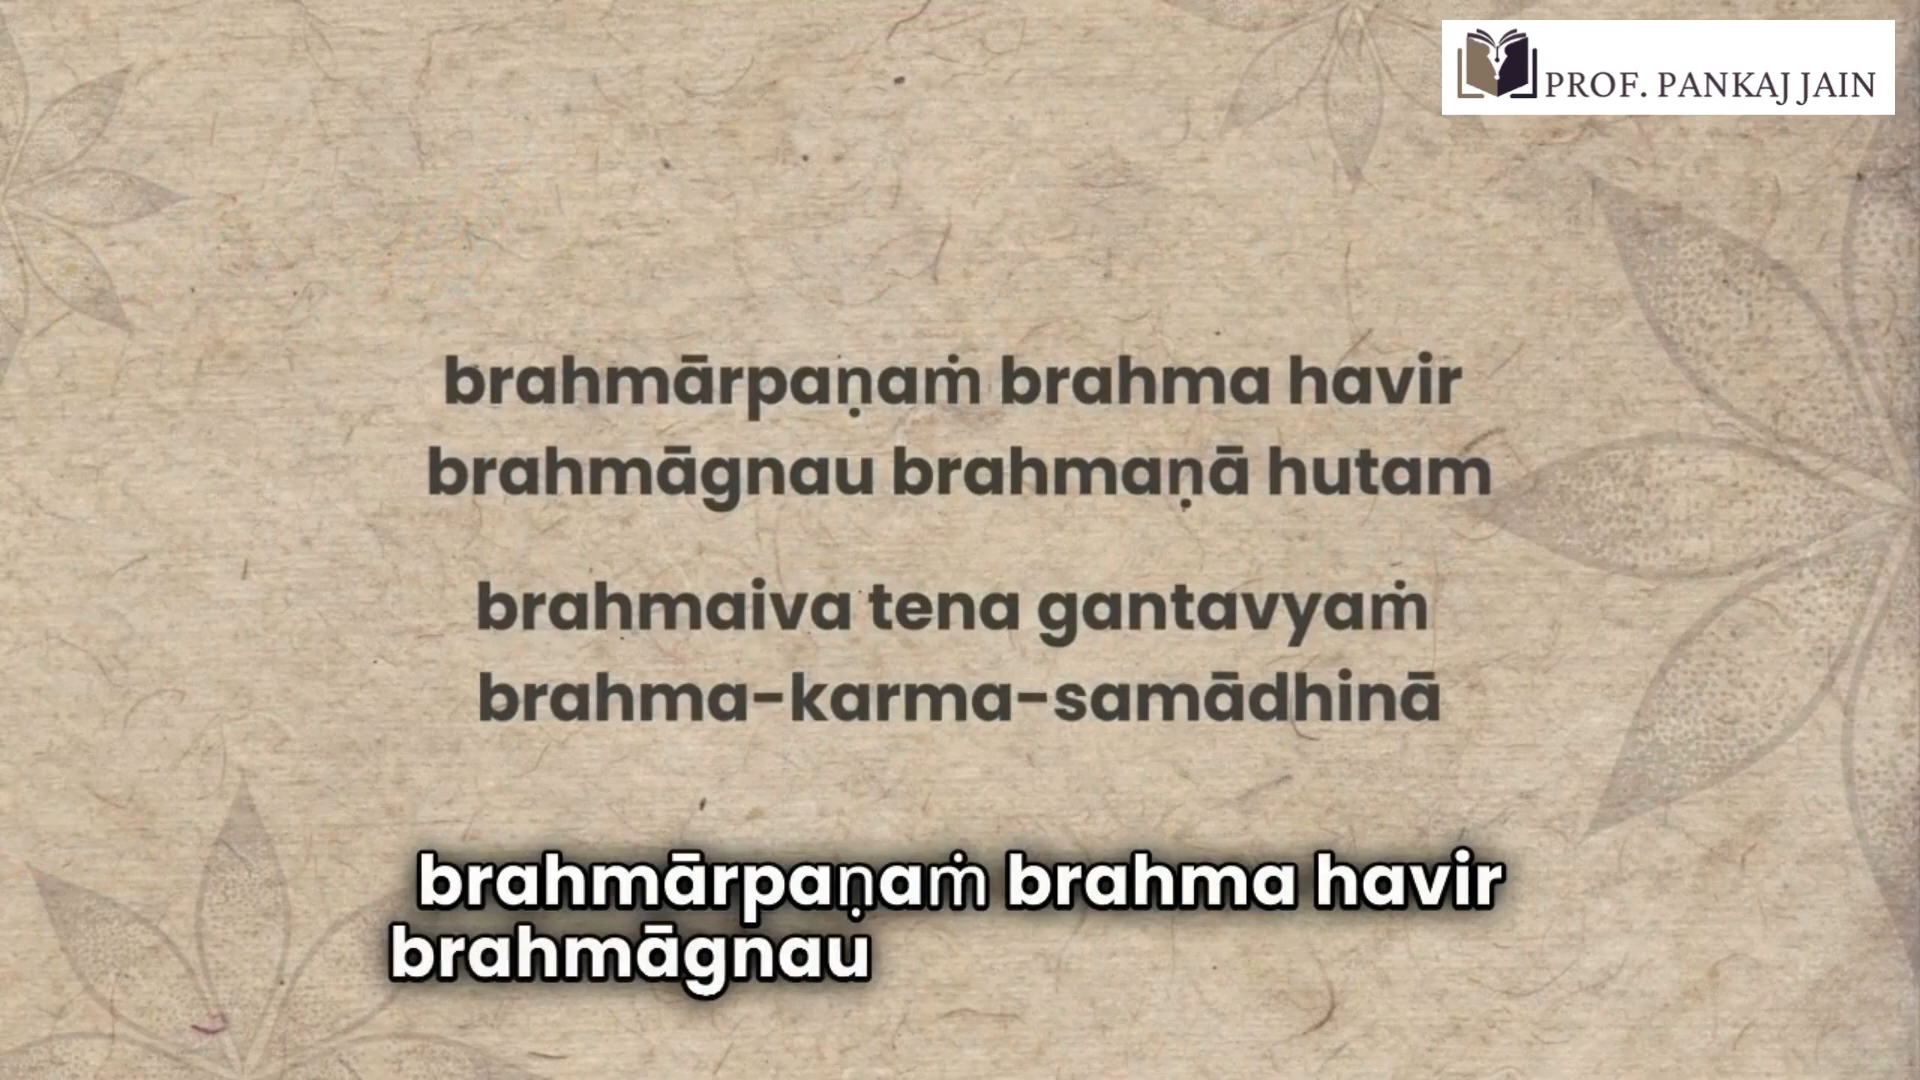 PROF. PANKAJ JAIN
brahmārpaṇaṁ brahma havir
brahmāgnau brahmaṇā hutam
brahmaiva tena gantavyaṁ
brahma-karma-samādhinā
brahmārpaṇaṁ brahma havir
brahmāgnau